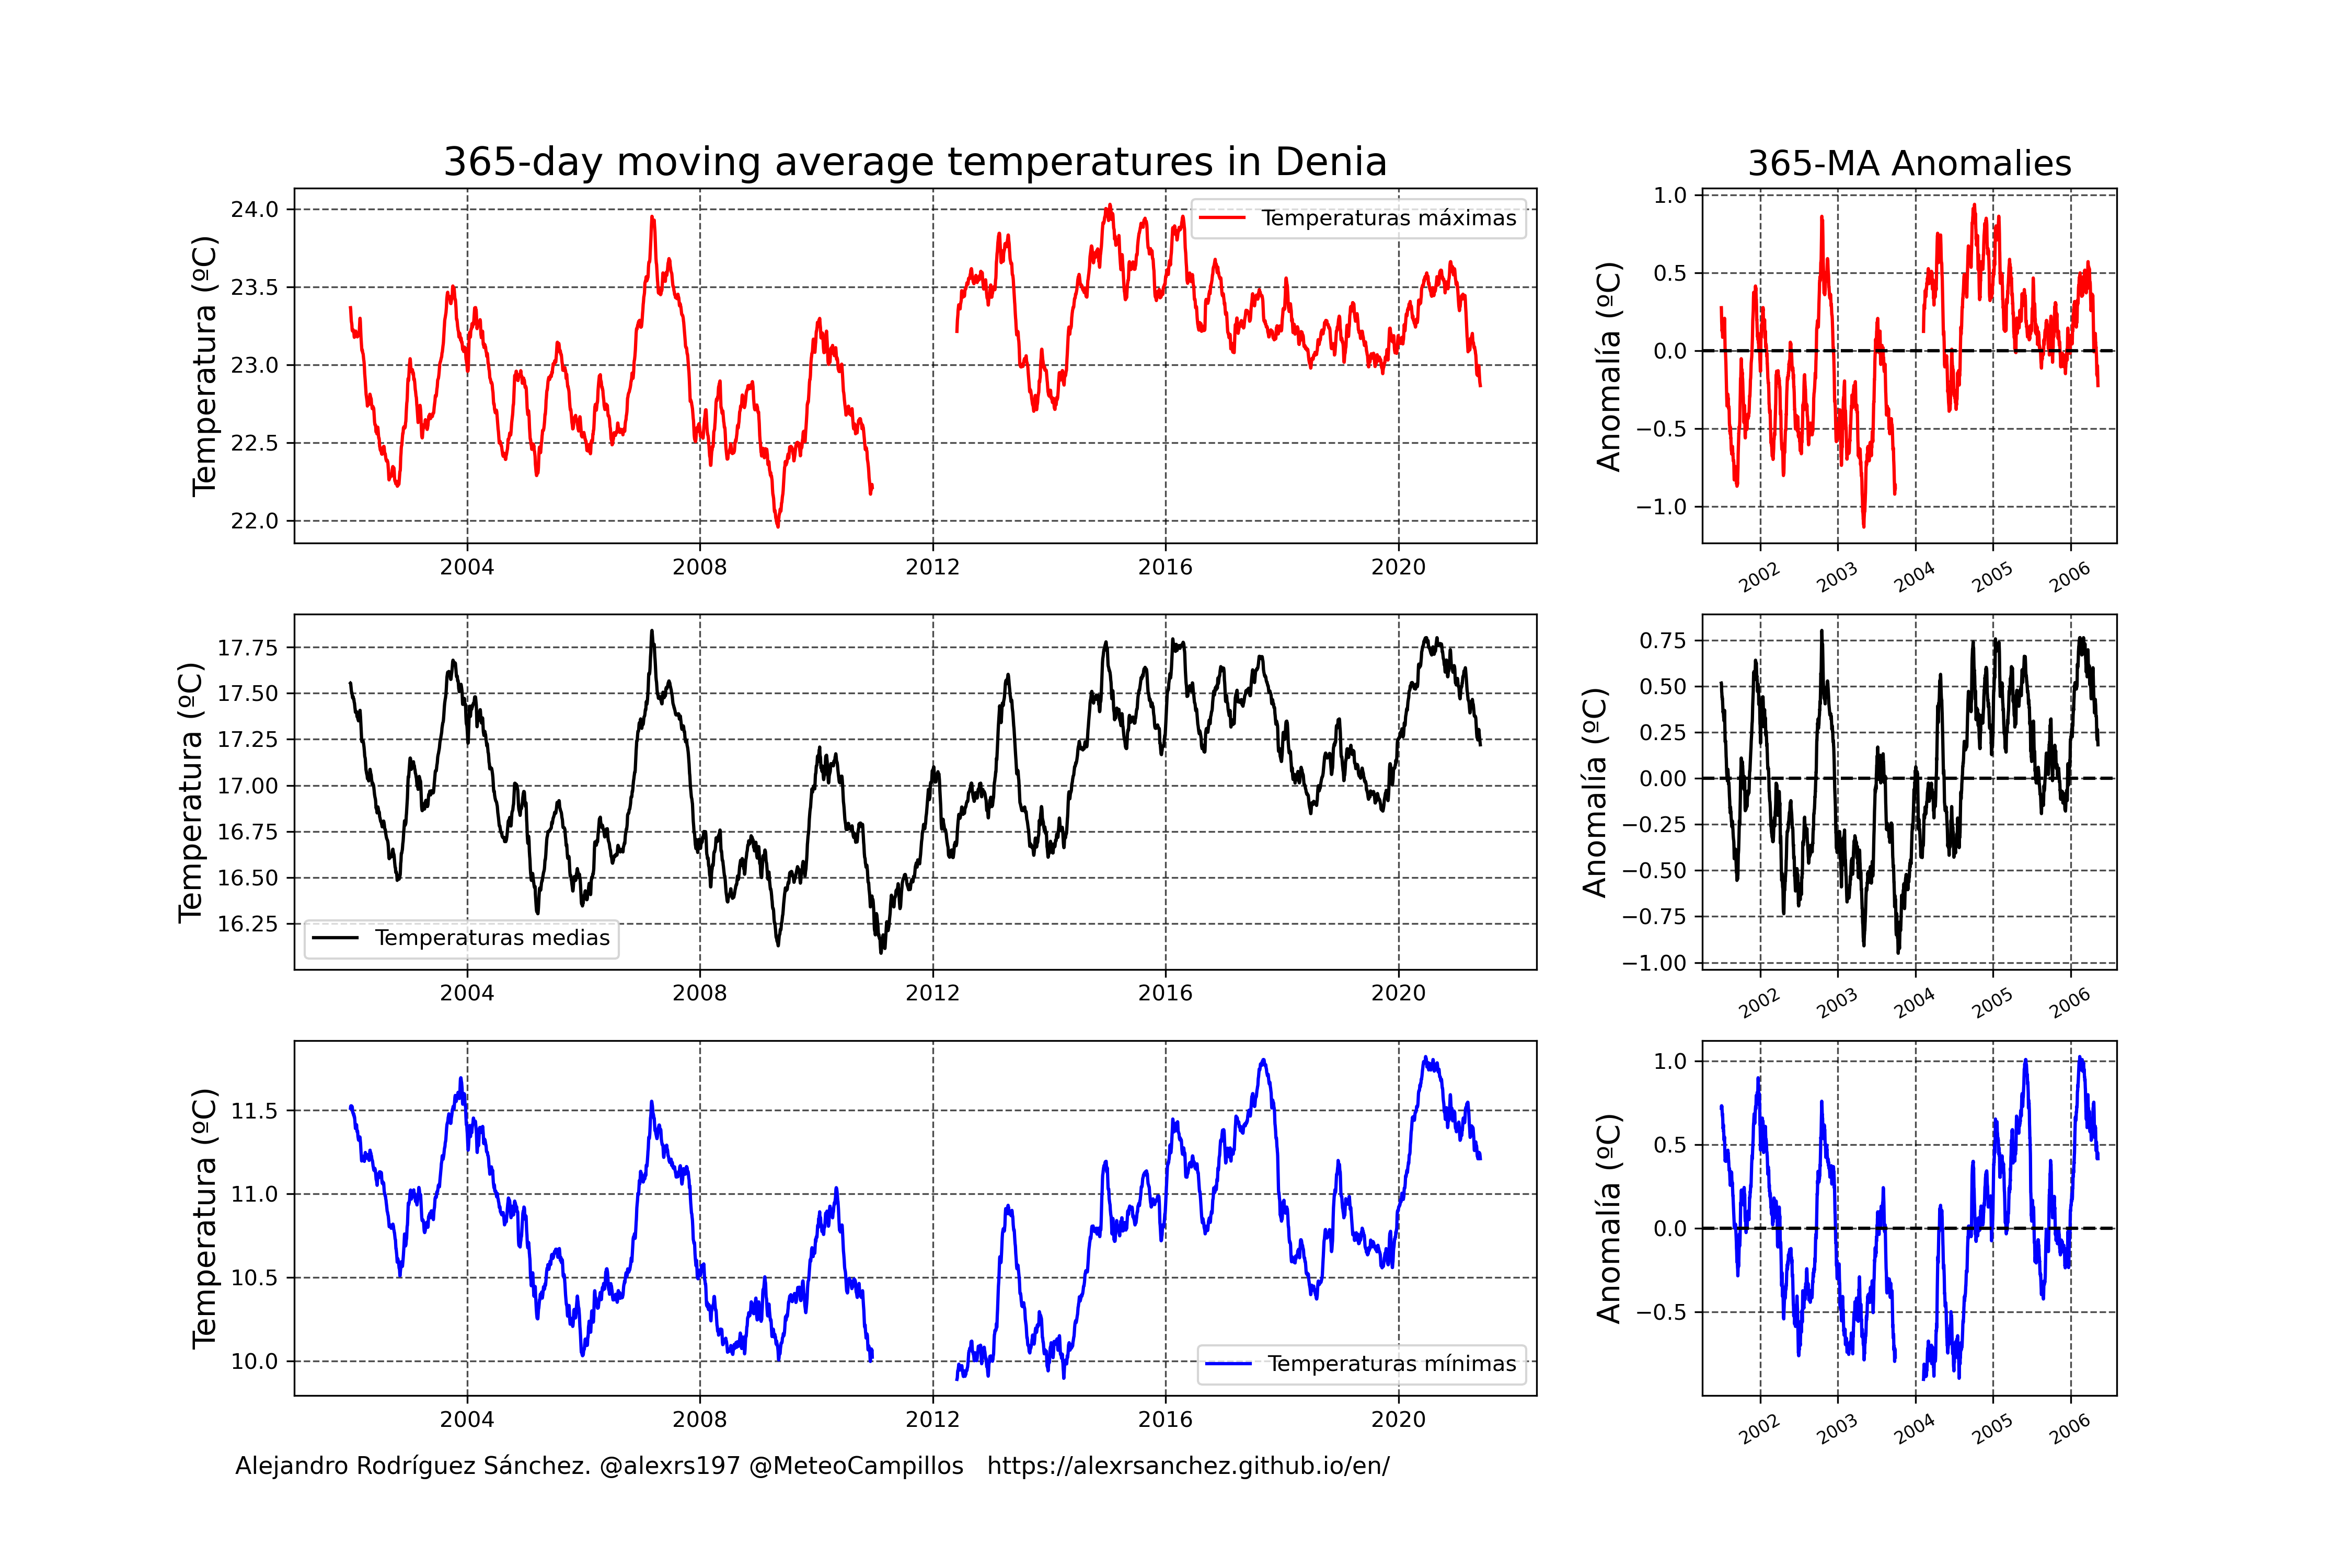 365-day moving average temperatures in Denia
Temperatura (ºC)
24.0
23.5
23.0
22.5
22.0
Temperaturas máximas
2004 2008 2012 2016 2020
365-MA Anomalies
Anomalía (ºC)
1.0
0.5
0.0
−0.5
−1.0
2002 2003 2004 2005 2006
Temperatura (ºC)
17.75
17.50
17.25
17.00
16.75
16.50
16.25
Temperaturas medias
2004 2008 2012 2016 2020
Anomalía (ºC)
0.75
0.50
0.25
0.00
−0.25
−0.50
−0.75
−1.00
2002 2003 2004 2005 2006
Temperatura (ºC)
11.5
11.0
10.5
10.0
Temperaturas mínimas
2004 2008 2012 2016 2020
Anomalía (ºC)
1.0
0.5
0.0
−0.5
2002 2003 2004 2005 2006
Alejandro Rodríguez Sánchez. @alexrs197 @MeteoCampillos https://alexrsanchez.github.io/en/